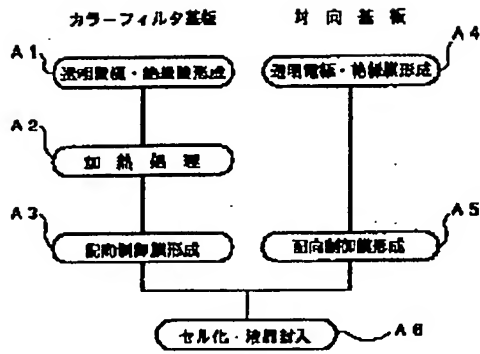 カラーフィルタ基板
対向基板
A1
透明電極・絶縁膜形成
A4
透明電極・絶縁膜形成
A2
加熱処理
A3
配向制御膜形成
A5
配向制御膜形成
セル化・液晶封入
A6